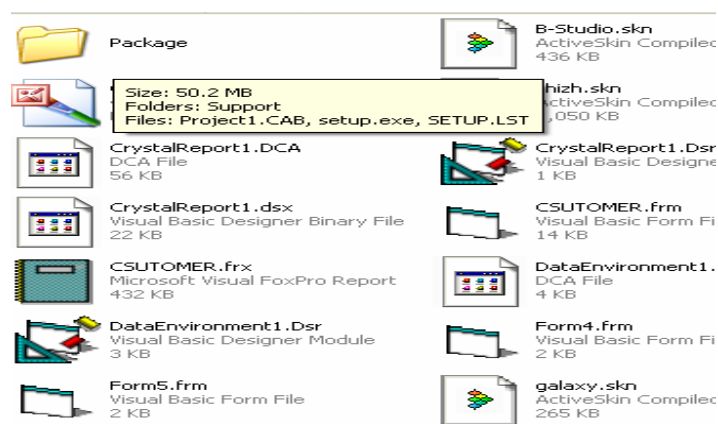 Package
B-Studio.skn
ActiveSkin Compiled
436 KB
Size: 50.2 MB
Folders: Support
Files: Project1.CAB, setup.exe, SETUP.LST
hizh.skn
ctiveSkin Compiled
,050 KB
CrystalReport1.DCA
DCA File
56 KB
CrystalReport1.Dsr
Visual Basic Designe
1 KB
CrystalReport1.dsx
Visual Basic Designer Binary File
22 KB
CSUTOMER.frm
Visual Basic Form Fi
14 KB
CSUTOMER.frx
Microsoft Visual FoxPro Report
432 KB
DataEnvironment1.
DCA File
4 KB
DataEnvironment1.Dsr
Visual Basic Designer Module
3 KB
Form4.frm
Visual Basic Form Fi
2 KB
Form5.frm
Visual Basic Form File
2 KB
galaxy.skn
ActiveSkin Compiled
265 KB